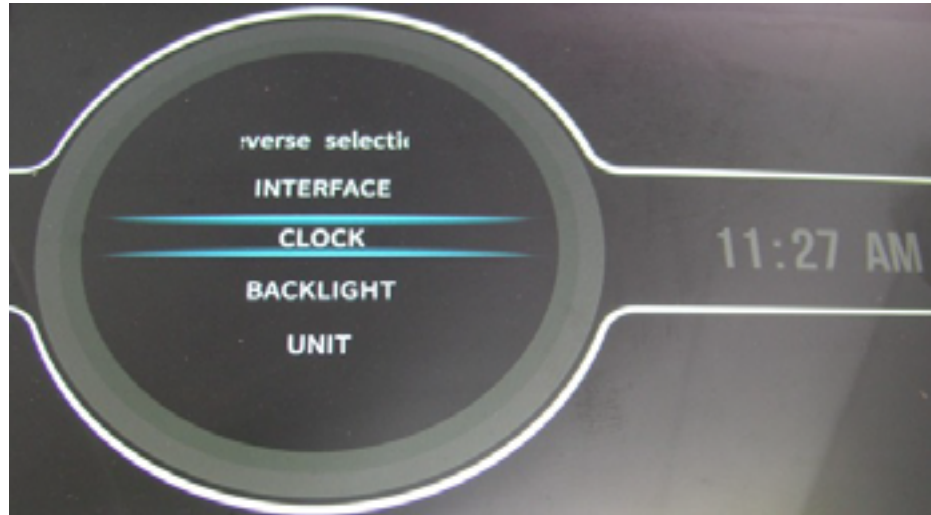 verse selecti
INTERFACE
CLOCK
11:27 AM
BACKLIGHT
UNIT